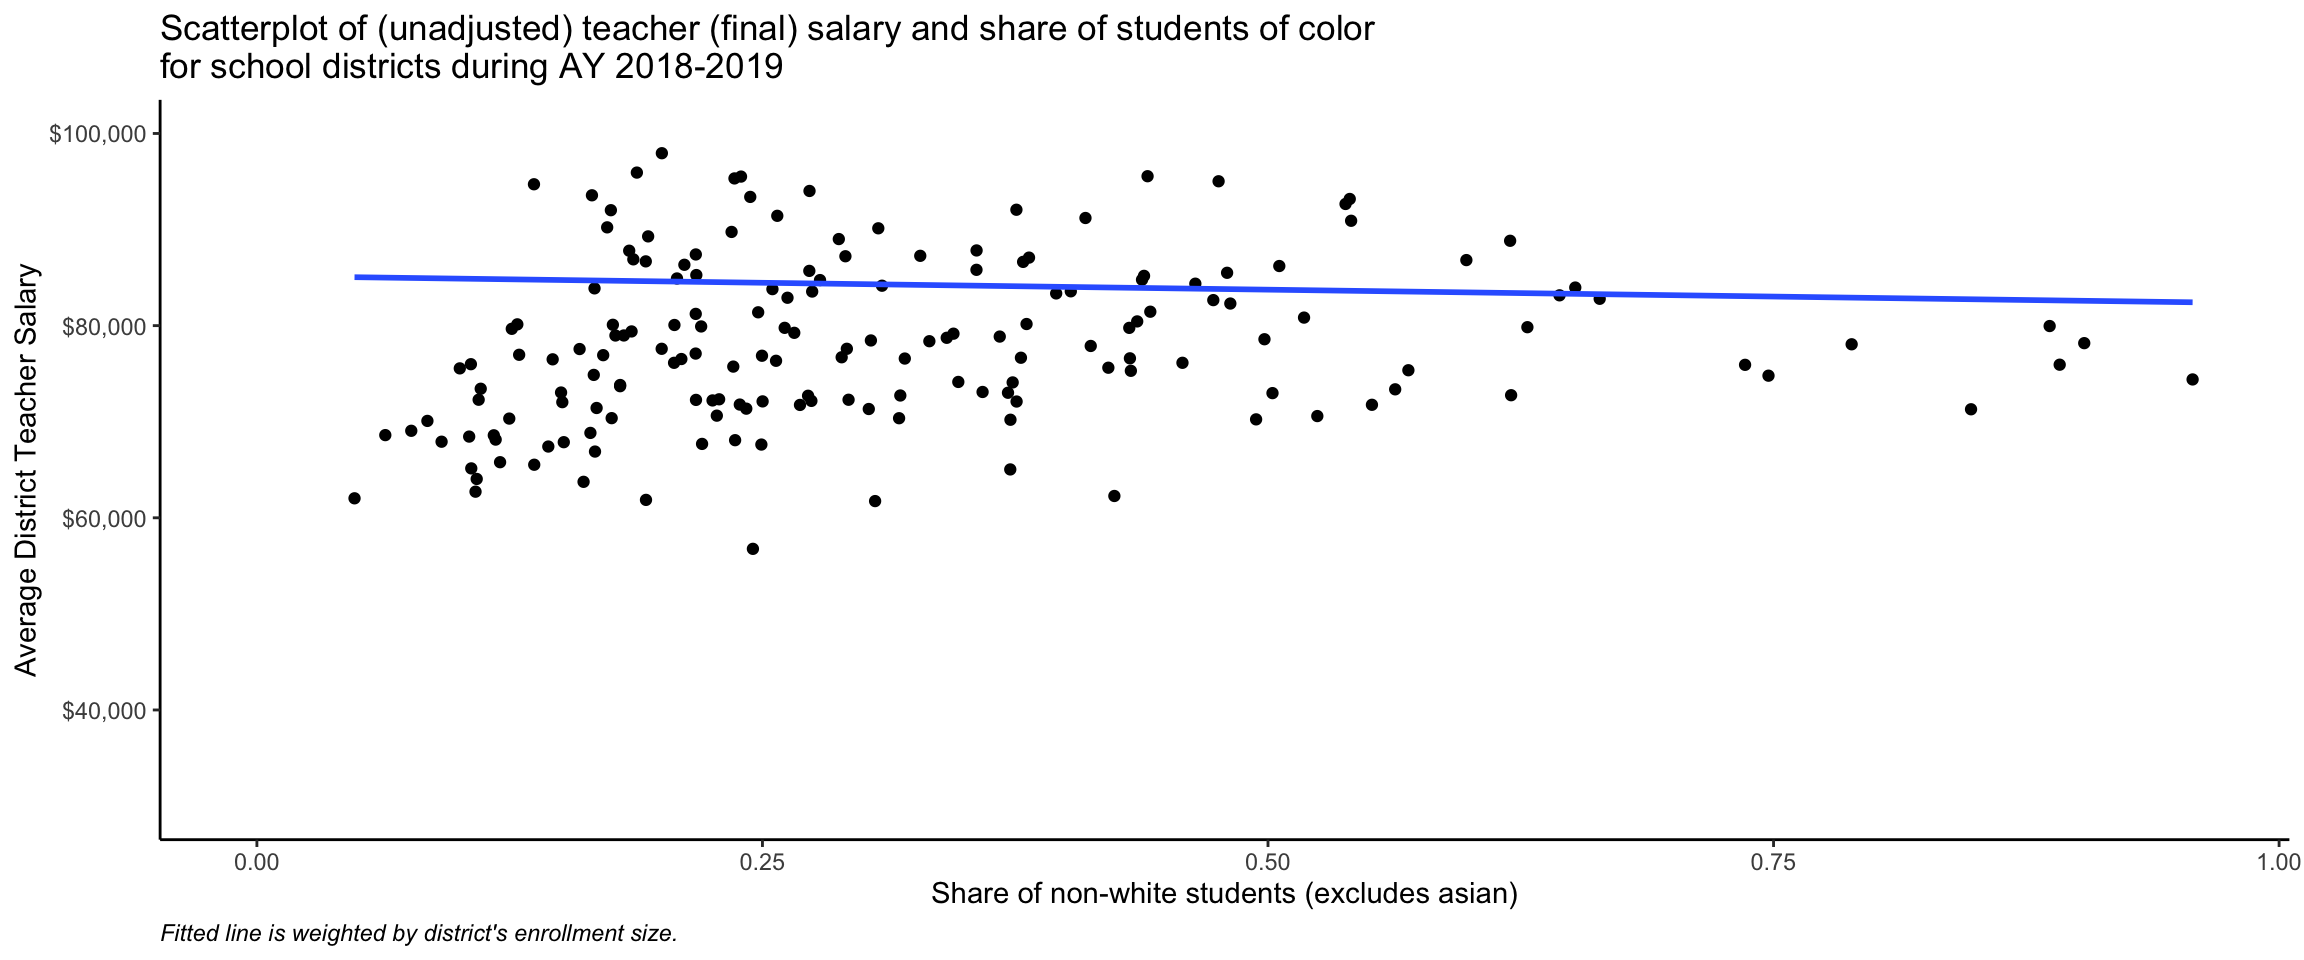 Scatterplot of (unadjusted) teacher (final) salary and share of students of color
for school districts during AY 2018-2019
Average District Teacher Salary
$100,000
$80,000
$60,000
$40,000
0.00
0.25
0.50
0.75
1.00
Share of non-white students (excludes asian)
Fitted line is weighted by district's enrollment size.